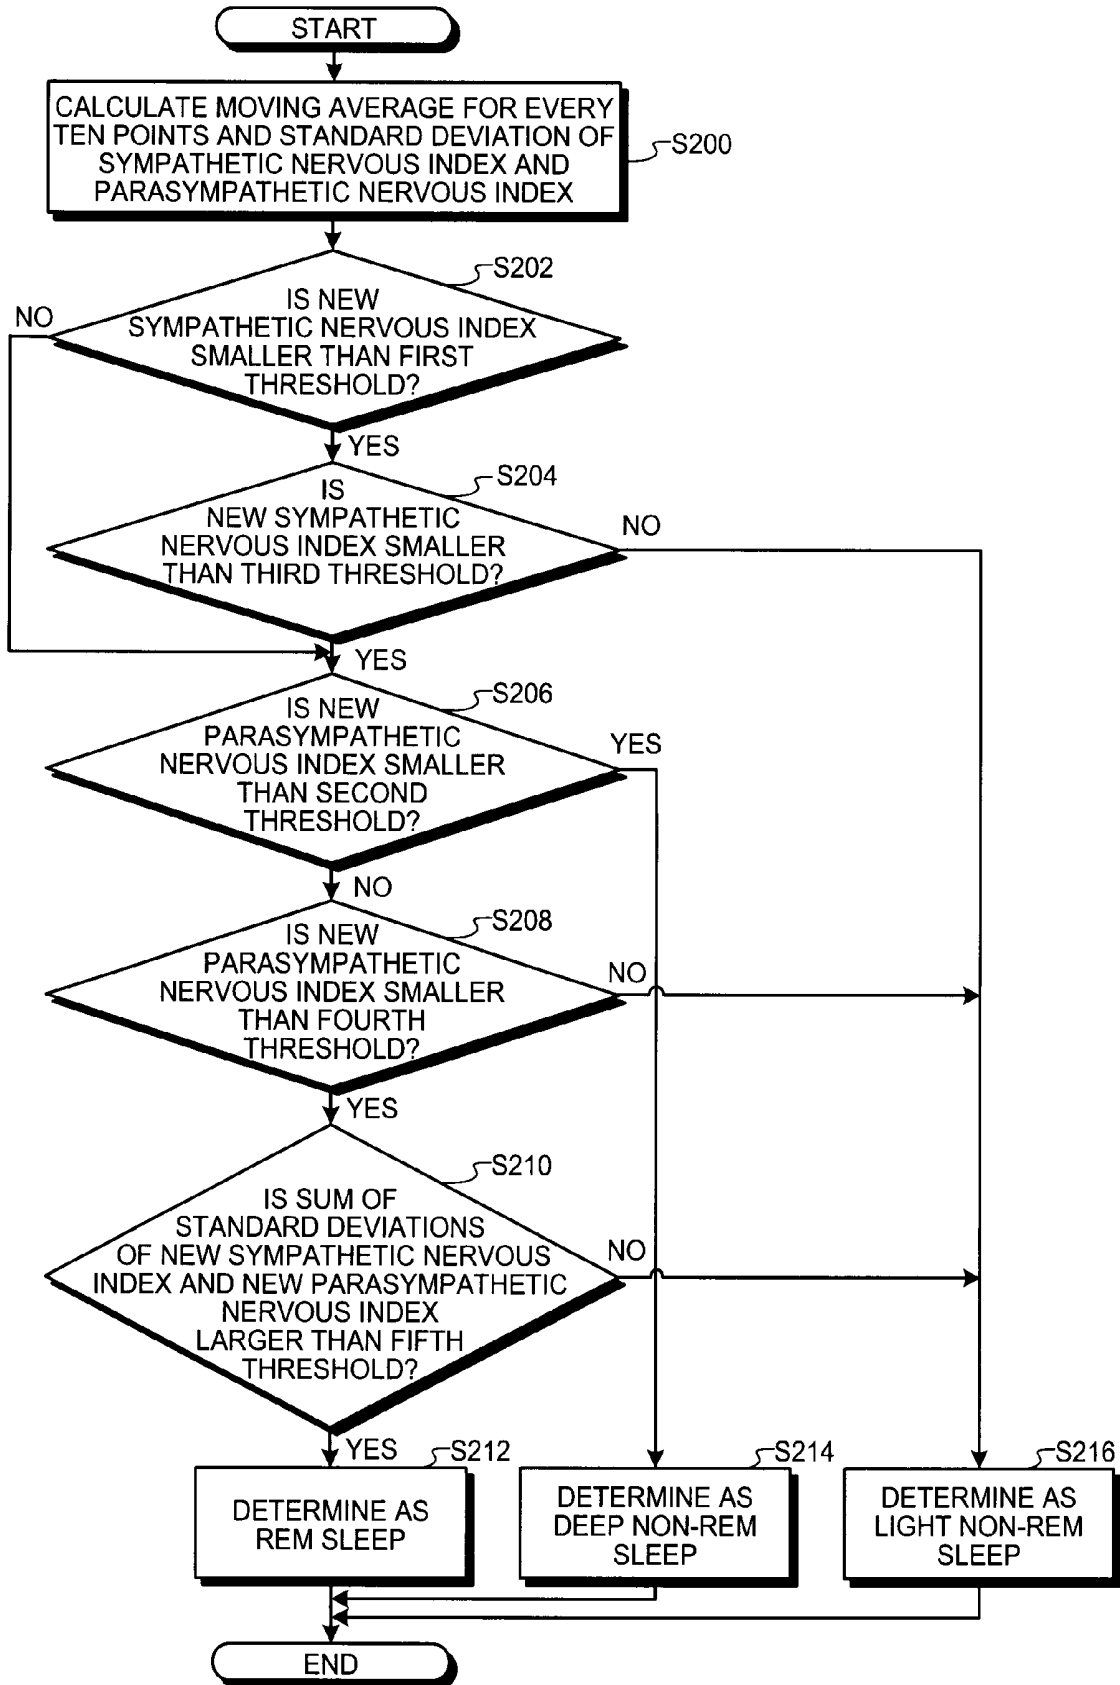 START
CALCULATE MOVING AVERAGE FOR EVERY
TEN POINTS AND STANDARD DEVIATION OF
SYMPATHETIC NERVOUS INDEX AND
PARASYMPATHETIC NERVOUS INDEX
S200
S202
NO
IS NEW
SYMPATHETIC NERVOUS INDEX
SMALLER THAN FIRST
THRESHOLD?
YES
S204
IS
NEW SYMPATHETIC
NERVOUS INDEX SMALLER
THAN THIRD THRESHOLD?
NO
YES
S206
IS NEW
PARASYMPATHETIC
NERVOUS INDEX SMALLER
THAN SECOND
THRESHOLD?
YES
NO
S208
IS NEW
PARASYMPATHETIC
NERVOUS INDEX SMALLER
THAN FOURTH
THRESHOLD?
NO
YES
S210
IS SUM OF
STANDARD DEVIATIONS
OF NEW SYMPATHETIC NERVOUS
INDEX AND NEW PARASYMPATHETIC
NERVOUS INDEX
LARGER THAN FIFTH
THRESHOLD?
NO
YES
S212
DETERMINE AS
REM SLEEP
S214
DETERMINE AS
DEEP NON-REM
SLEEP
S216
DETERMINE AS
LIGHT NON-REM
SLEEP
END